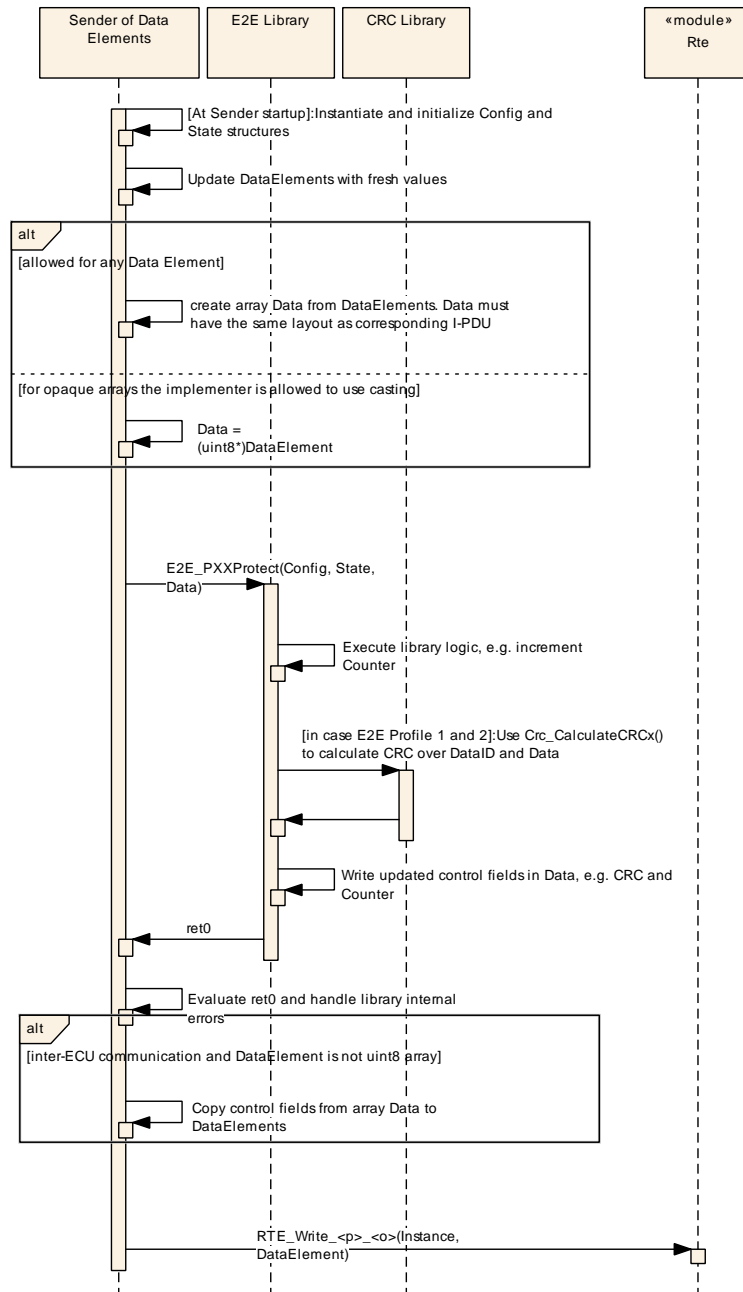 Sender of Data
Elements
E2E Library
CRC Library
«module»
Rte
[At Sender startup]:Instantiate and initialize Config and
State structures
Update DataElements with fresh values
alt
[allowed for any Data Element]
create array Data from DataElements. Data must
have the same layout as corresponding I-PDU
[for opaque arrays the implementer is allowed to use casting]
Data =
(uint8*)DataElement
E2E_PXXProtect(Config, State,
Data)
Execute library logic, e.g. increment
Counter
[in case E2E Profile 1 and 2]:Use Crc_CalculateCRCx()
to calculate CRC over DataID and Data
Write updated control fields in Data, e.g. CRC and
Counter
ret0
Evaluate ret0 and handle library internal
errors
alt
[inter-ECU communication and DataElement is not uint8 array]
Copy control fields from array Data to
DataElements
RTE_Write_<p>_<o>(Instance,
DataElement)